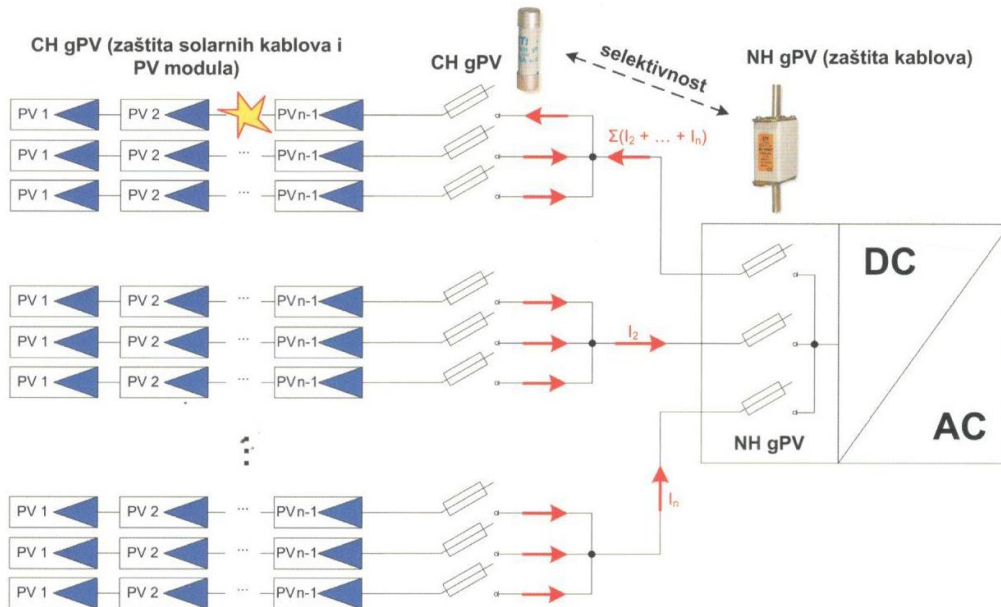 CH gPV (zaštita solarnih kablova i
PV modula)
CH gPV
selektivnost
NH gPV (zaštita kablova)
PV 1 PV 2 PVn-1
PV 1 PV 2 ... PVn-1
PV 1 PV 2 ... PVn-1
Σ(I2 + ... + In)
PV 1 PV 2 ... PVn-1
PV 1 PV 2 ... PVn-1
PV 1 PV 2 ... PVn-1
I2
DC
AC
NH gPV
In
PV 1 PV 2 ... PVn-1
PV 1 PV 2 ... PVn-1
PV 1 PV 2 ... PVn-1